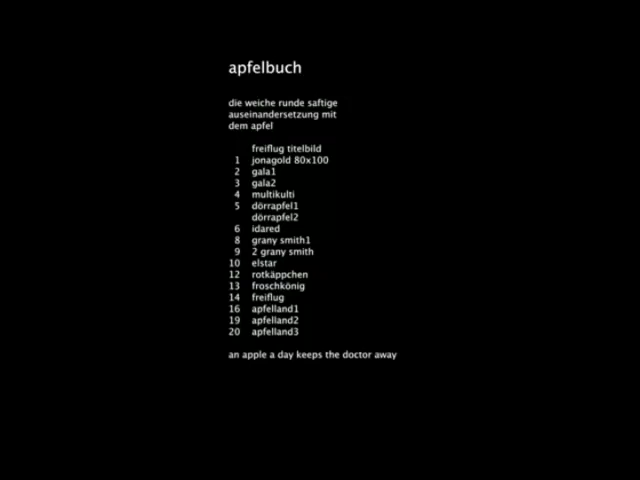 apfelbuch
die weiche runde saftige
auseinandersetzung mit
dem apfel
freiflug titelbild
1 jonagold 80x100
2 gala1
3 gala2
4 multikulti
5 dörrapfel1
dörrapfel2
6 idared
8 grany smith1
9 2 grany smith
10 elstar
12 rotkäppchen
13 froschkönig
14 freiflug
16 apfelland1
19 apfelland2
20 apfelland3
an apple a day keeps the doctor away